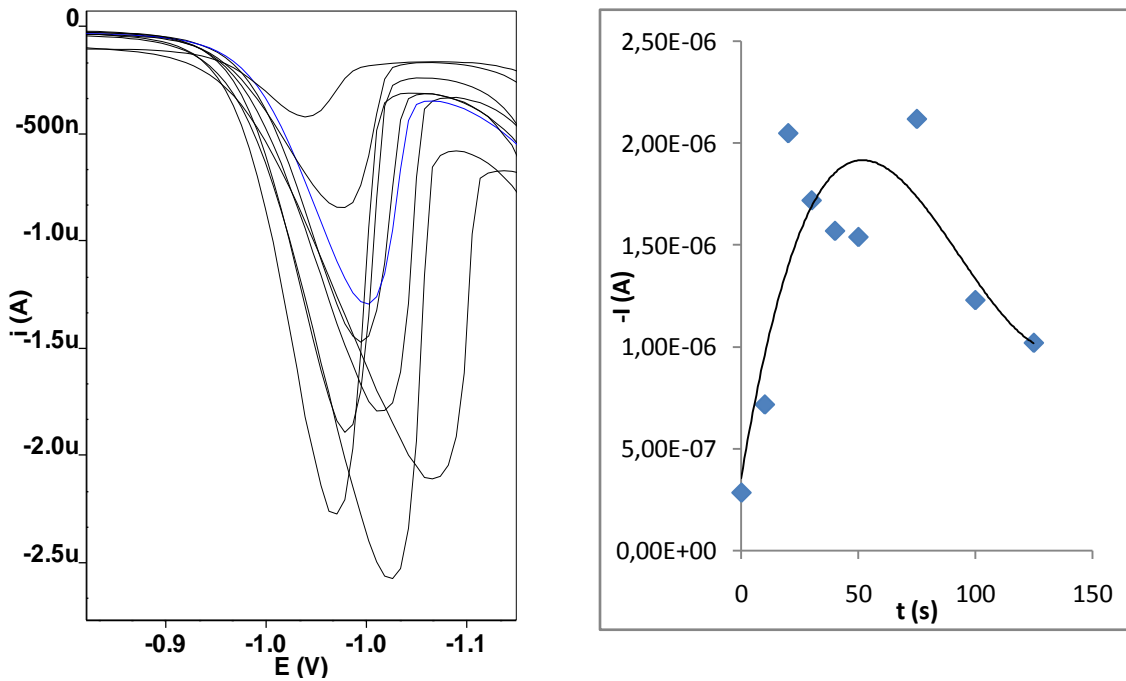 0
-500n
-1.0u
-1.5u
-2.0u
-2.5u
i (A)
-0.9 -1.0 -1.0 -1.1
E (V)
2,50E-06
2,00E-06
1,50E-06
1,00E-06
5,00E-07
0,00E+00
-I (A)
0 50 100 150
t (s)